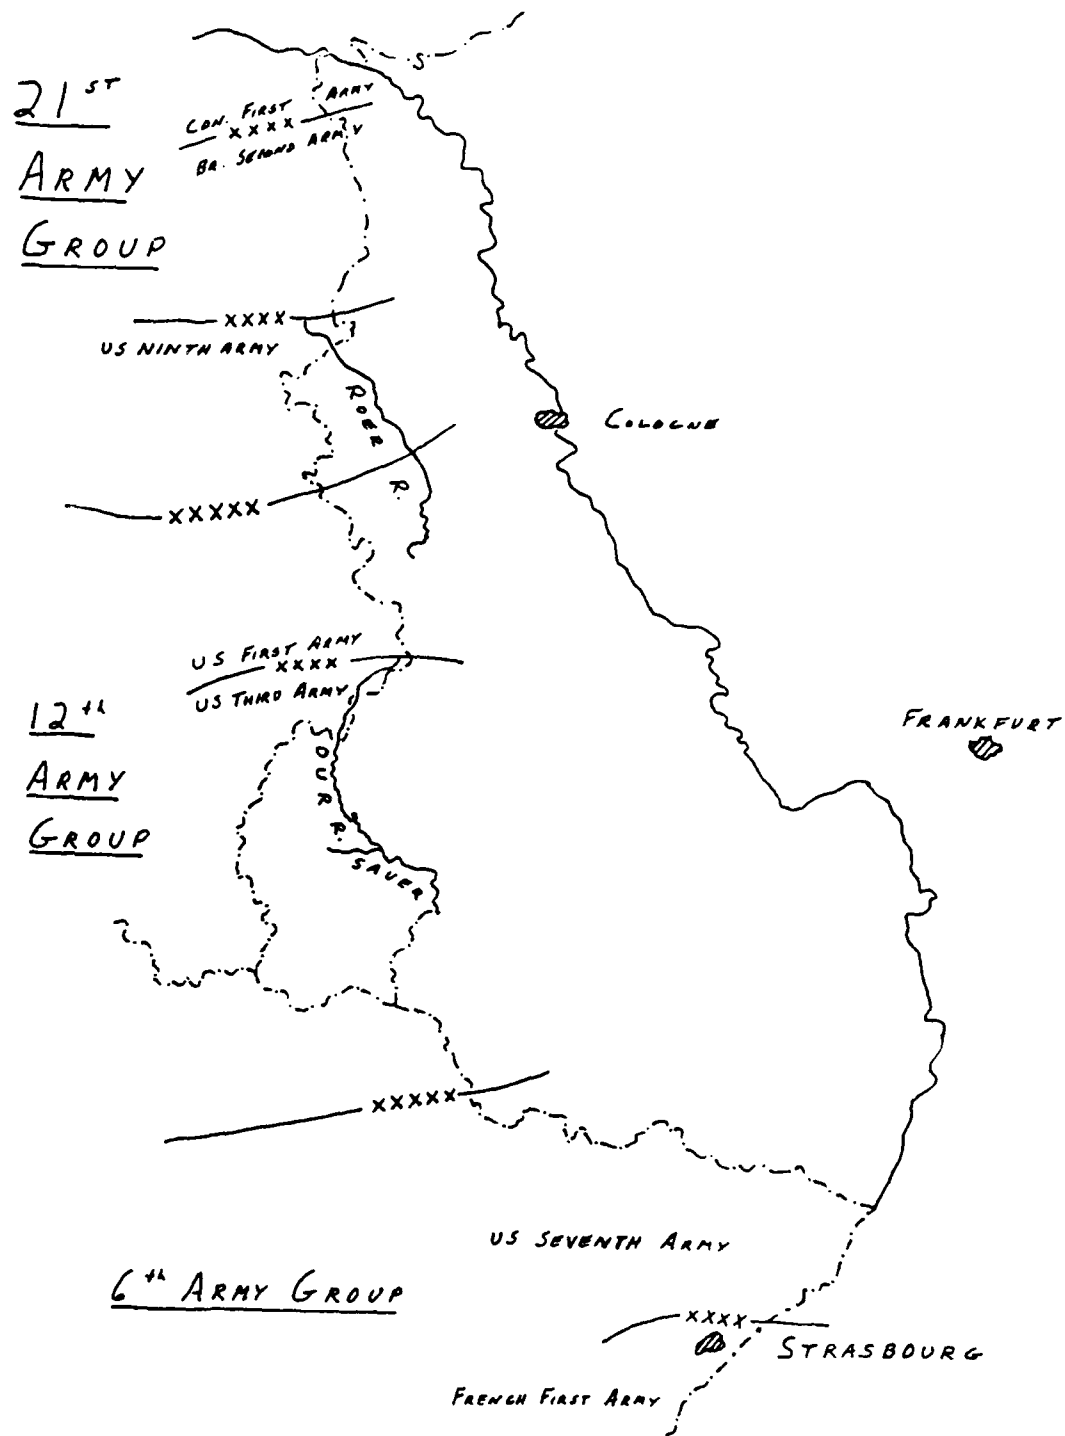 21ST
ARMY
GROUP
CDN. FIRST ARMY
XXXX
BR. SECOND ARMY
XXXX
US NINTH ARMY
ROER R.
COLOGNE
XXXXX
US FIRST ARMY
XXXX
US THIRD ARMY
12th
ARMY
GROUP
FRANKFURT
OUR R.
SAUER
XXXXX
US SEVENTH ARMY
6th ARMY GROUP
XXXX
STRASBOURG
FRENCH FIRST ARMY